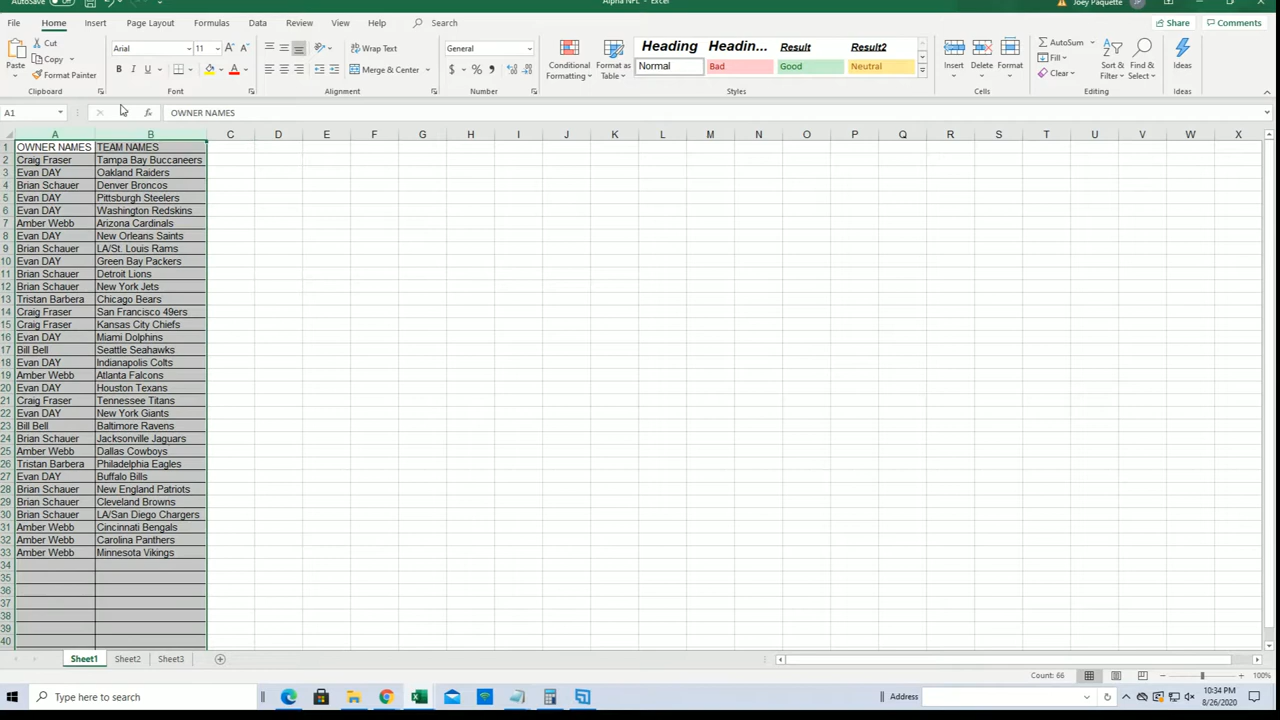 AutoSave Off Alpha NFL - Excel Joey Paquette JP
File Home Insert Page Layout Formulas Data Review View Help Search Share Comments
Paste Cut Copy Format Painter Clipboard
Arial 11 B I U Font
Wrap Text Merge & Center Alignment
General $ % Number
Conditional Formatting Format as Table
Heading Headin... Result Result2
Normal Bad Good Neutral
Styles
Insert Delete Format Cells
AutoSum Fill Clear Sort & Filter Find & Select Editing
Ideas Ideas
A1 fx OWNER NAMES
A B C D E F G H I J K L M N O P Q R S T U V W X
1 OWNER NAMES TEAM NAMES
2 Craig Fraser Tampa Bay Buccaneers
3 Evan DAY Oakland Raiders
4 Brian Schauer Denver Broncos
5 Evan DAY Pittsburgh Steelers
6 Evan DAY Washington Redskins
7 Amber Webb Arizona Cardinals
8 Evan DAY New Orleans Saints
9 Brian Schauer LA/St. Louis Rams
10 Evan DAY Green Bay Packers
11 Brian Schauer Detroit Lions
12 Brian Schauer New York Jets
13 Tristan Barbera Chicago Bears
14 Craig Fraser San Francisco 49ers
15 Craig Fraser Kansas City Chiefs
16 Evan DAY Miami Dolphins
17 Bill Bell Seattle Seahawks
18 Evan DAY Indianapolis Colts
19 Amber Webb Atlanta Falcons
20 Evan DAY Houston Texans
21 Craig Fraser Tennessee Titans
22 Evan DAY New York Giants
23 Bill Bell Baltimore Ravens
24 Brian Schauer Jacksonville Jaguars
25 Amber Webb Dallas Cowboys
26 Tristan Barbera Philadelphia Eagles
27 Evan DAY Buffalo Bills
28 Brian Schauer New England Patriots
29 Brian Schauer Cleveland Browns
30 Brian Schauer LA/San Diego Chargers
31 Amber Webb Cincinnati Bengals
32 Amber Webb Carolina Panthers
33 Amber Webb Minnesota Vikings
34
35
36
37
38
39
40
Sheet1 Sheet2 Sheet3
Count: 66 100%
Type here to search Address 10:34 PM
8/26/2020